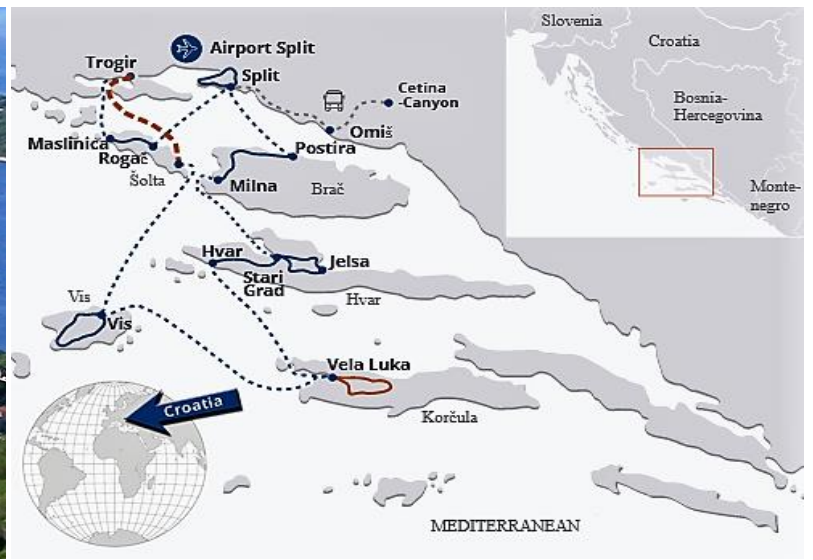 Slovenia
Croatia
Bosnia-
Hercegovina
Monte-
negro
Airport Split
Trogir
Split
Cetina
-Canyon
Omiš
Maslinica
Rogač
Postira
Šolta
Milna
Brač
Hvar
Stari
Grad
Jelsa
Hvar
Vis
Vis
Vela Luka
Korčula
Croatia
MEDITERRANEAN